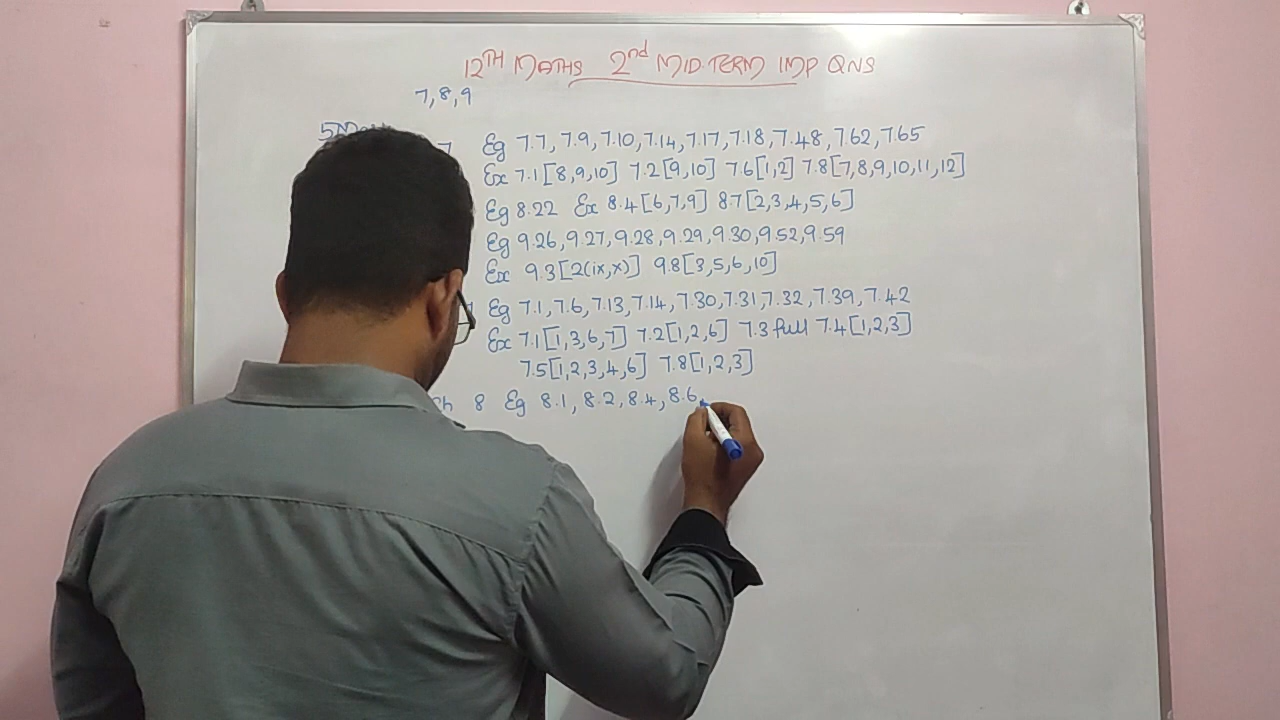 12TH MATHS 2nd MID TERM IMP QNS
7,8,9
7 Eg 7.7, 7.9, 7.10, 7.14, 7.17, 7.18, 7.48, 7.62, 7.65
Ex 7.1[8,9,10] 7.2[9,10] 7.6[1,2] 7.8[7,8,9,10,11,12]
Eg 8.22 Ex 8.4[6,7,9] 8.7[2,3,4,5,6]
Eg 9.26, 9.27, 9.28, 9.29, 9.30, 9.52, 9.59
Ex 9.3[2(ix,x)] 9.8[3,5,6,10]
Eg 7.1, 7.6, 7.13, 7.14, 7.30, 7.31, 7.32, 7.39, 7.42
Ex 7.1[1,3,6,7] 7.2[1,2,6] 7.3 full 7.4[1,2,3]
7.5[1,2,3,4,6] 7.8[1,2,3]
8 Eg 8.1, 8.2, 8.4, 8.6